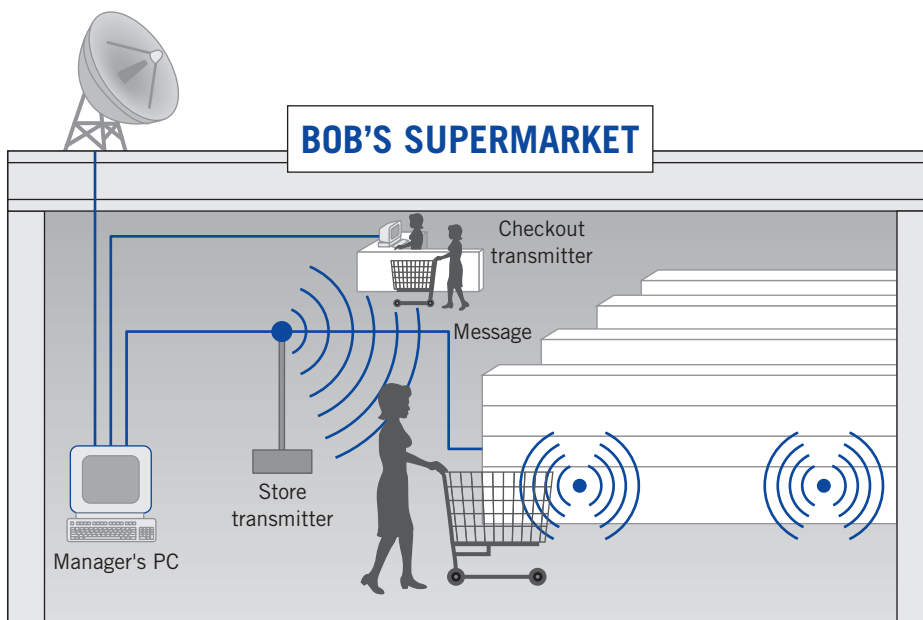 BOB'S SUPERMARKET
Checkout
transmitter
Message
Store
transmitter
Manager's PC